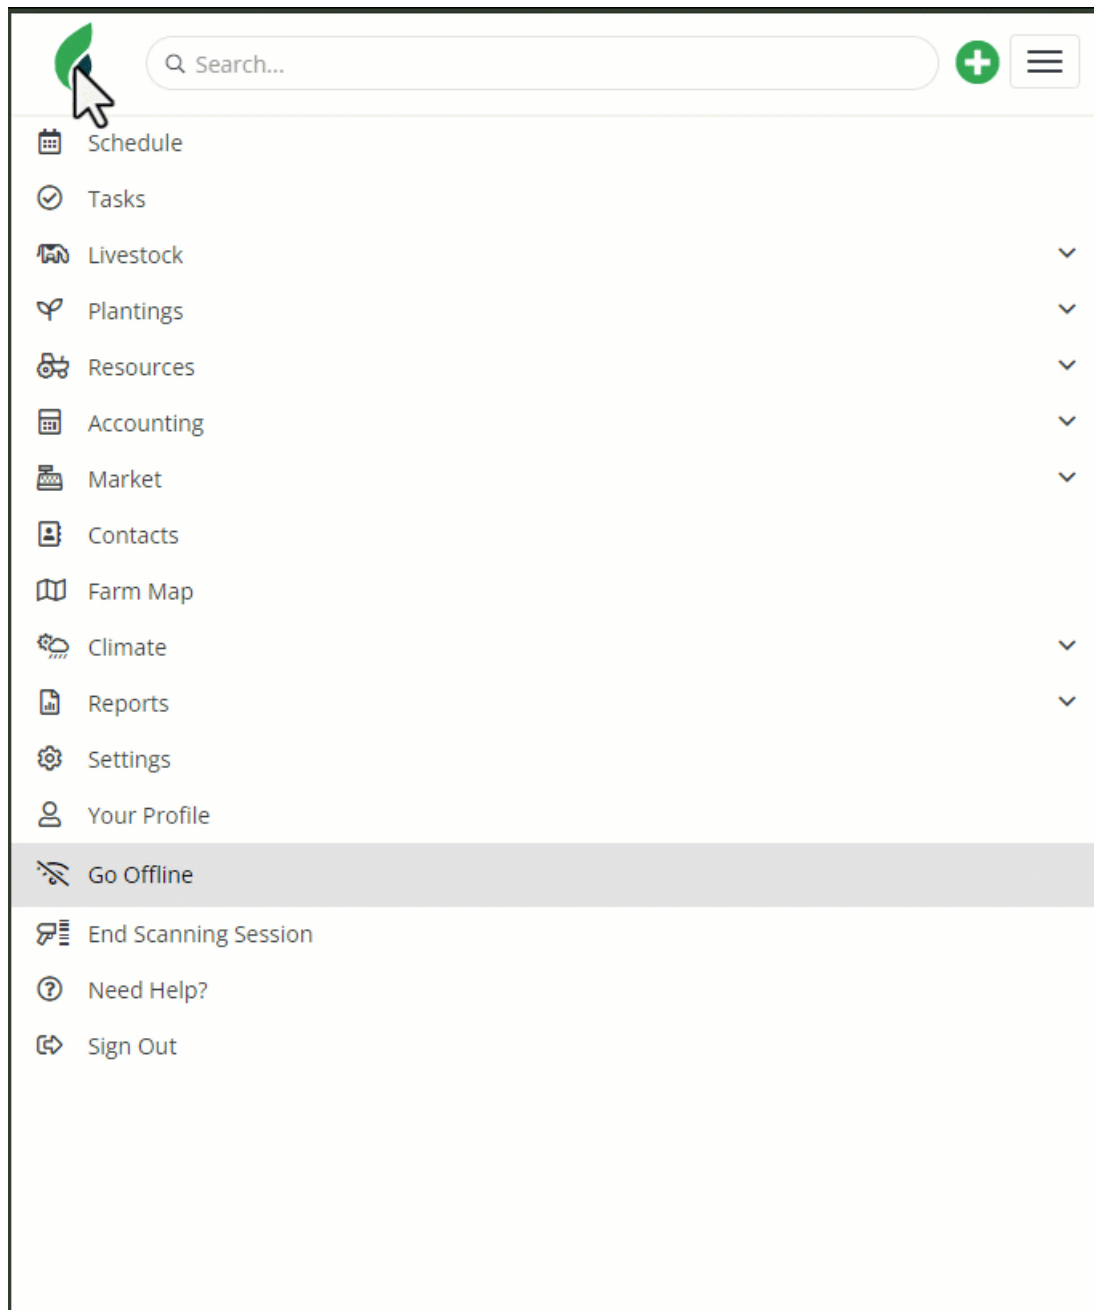 Search...
Schedule
Tasks
Livestock
Plantings
Resources
Accounting
Market
Contacts
Farm Map
Climate
Reports
Settings
Your Profile
Go Offline
End Scanning Session
Need Help?
Sign Out